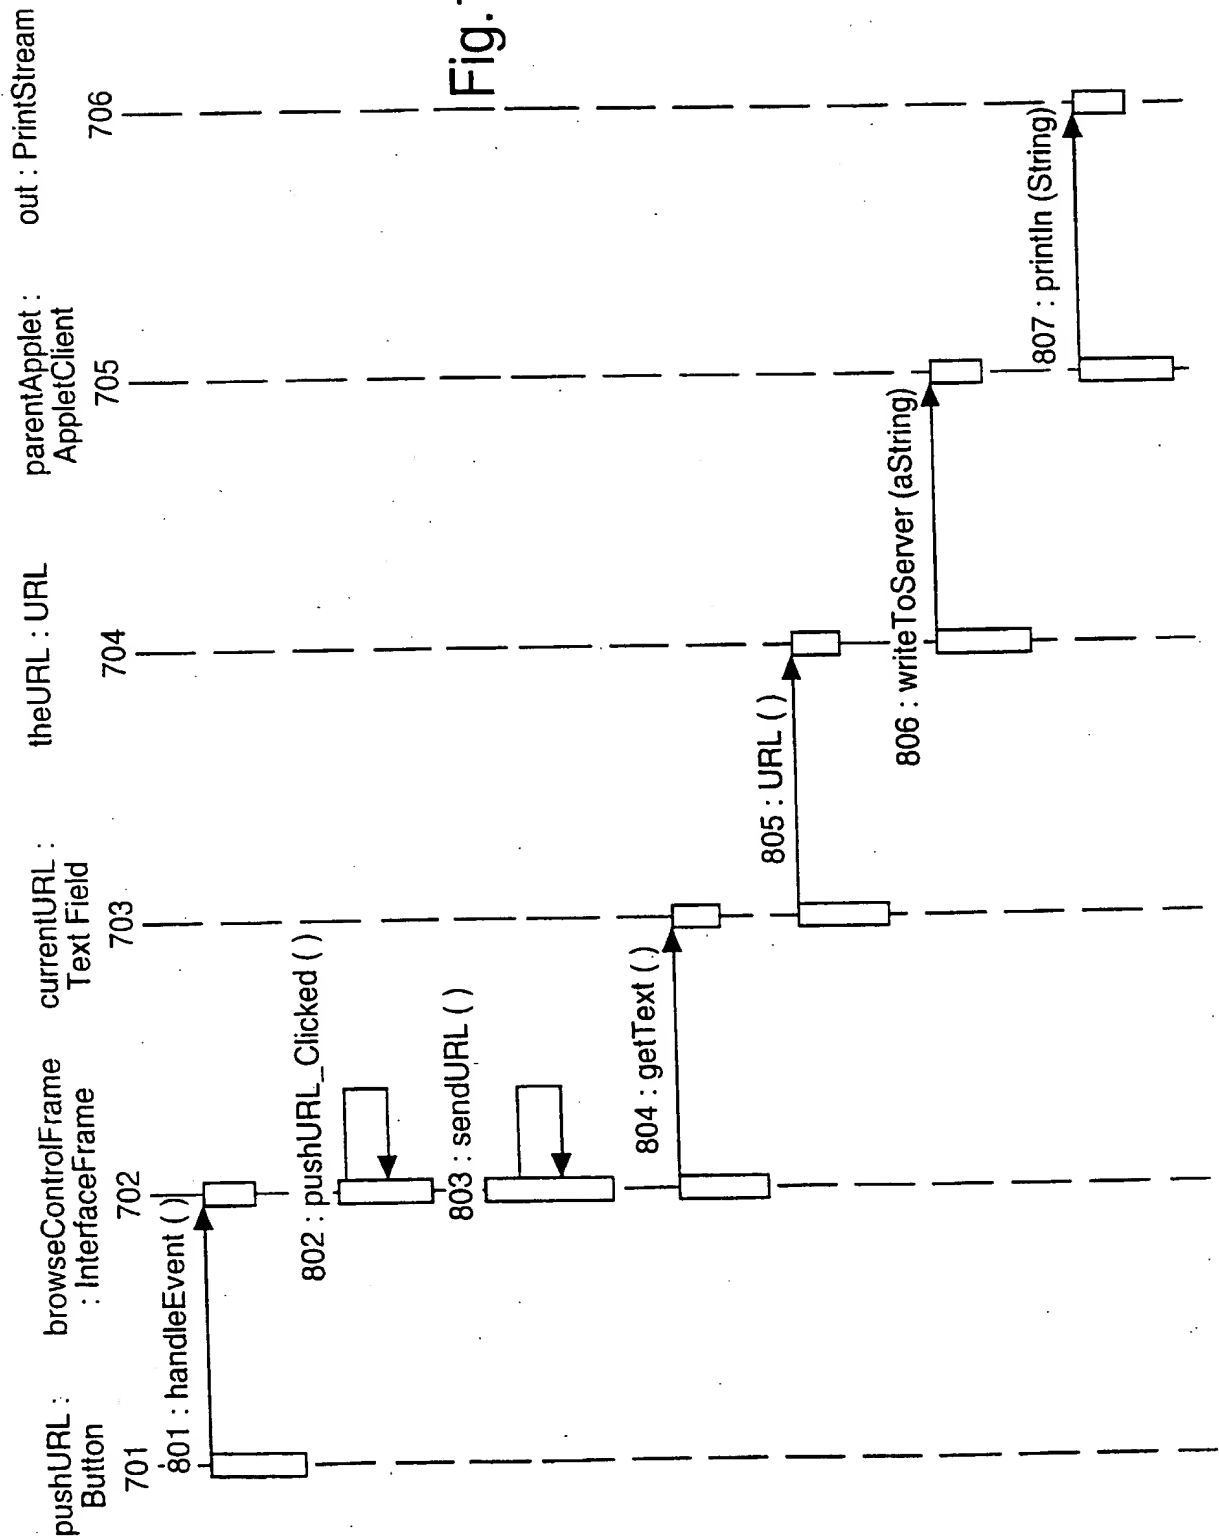 pushURL :
Button
701
browseControlFrame
: InterfaceFrame
702
currentURL :
Text Field
703
theURL : URL
704
parentApplet :
AppletClient
705
out : PrintStream
706
801 : handleEvent ( )
802 : pushURL_Clicked ( )
803 : sendURL ( )
804 : getText ( )
805 : URL ( )
806 : writeToServer (aString)
807 : println (String)
Fig.